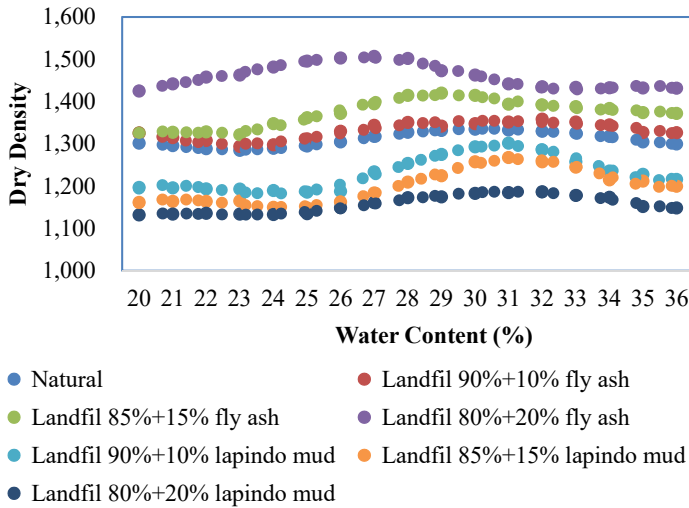 1,600
1,500
1,400
1,300
1,200
1,100
1,000
Dry Density
20 21 22 23 24 25 26 27 28 29 30 31 32 33 34 35 36
Water Content (%)
Natural
Landfil 90%+10% fly ash
Landfil 85%+15% fly ash
Landfil 80%+20% fly ash
Landfil 90%+10% lapindo mud
Landfil 85%+15% lapindo mud
Landfil 80%+20% lapindo mud